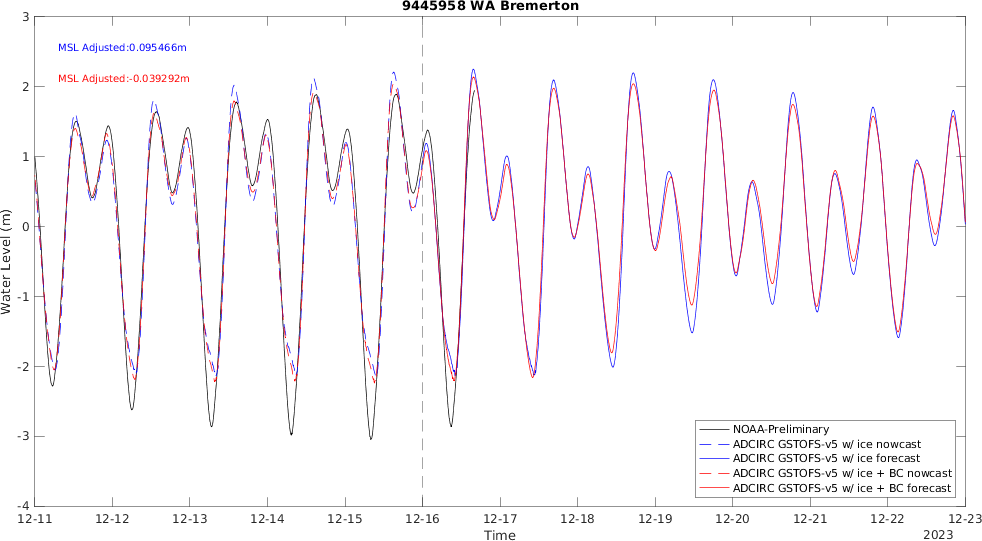 9445958 WA Bremerton
MSL Adjusted:0.095466m
MSL Adjusted:-0.039292m
Water Level (m)
3
2
1
0
-1
-2
-3
-4
NOAA-Preliminary
ADCIRC GSTOFS-v5 w/ ice nowcast
ADCIRC GSTOFS-v5 w/ ice forecast
ADCIRC GSTOFS-v5 w/ ice + BC nowcast
ADCIRC GSTOFS-v5 w/ ice + BC forecast
12-11 12-12 12-13 12-14 12-15 12-16 12-17 12-18 12-19 12-20 12-21 12-22 12-23
Time
2023